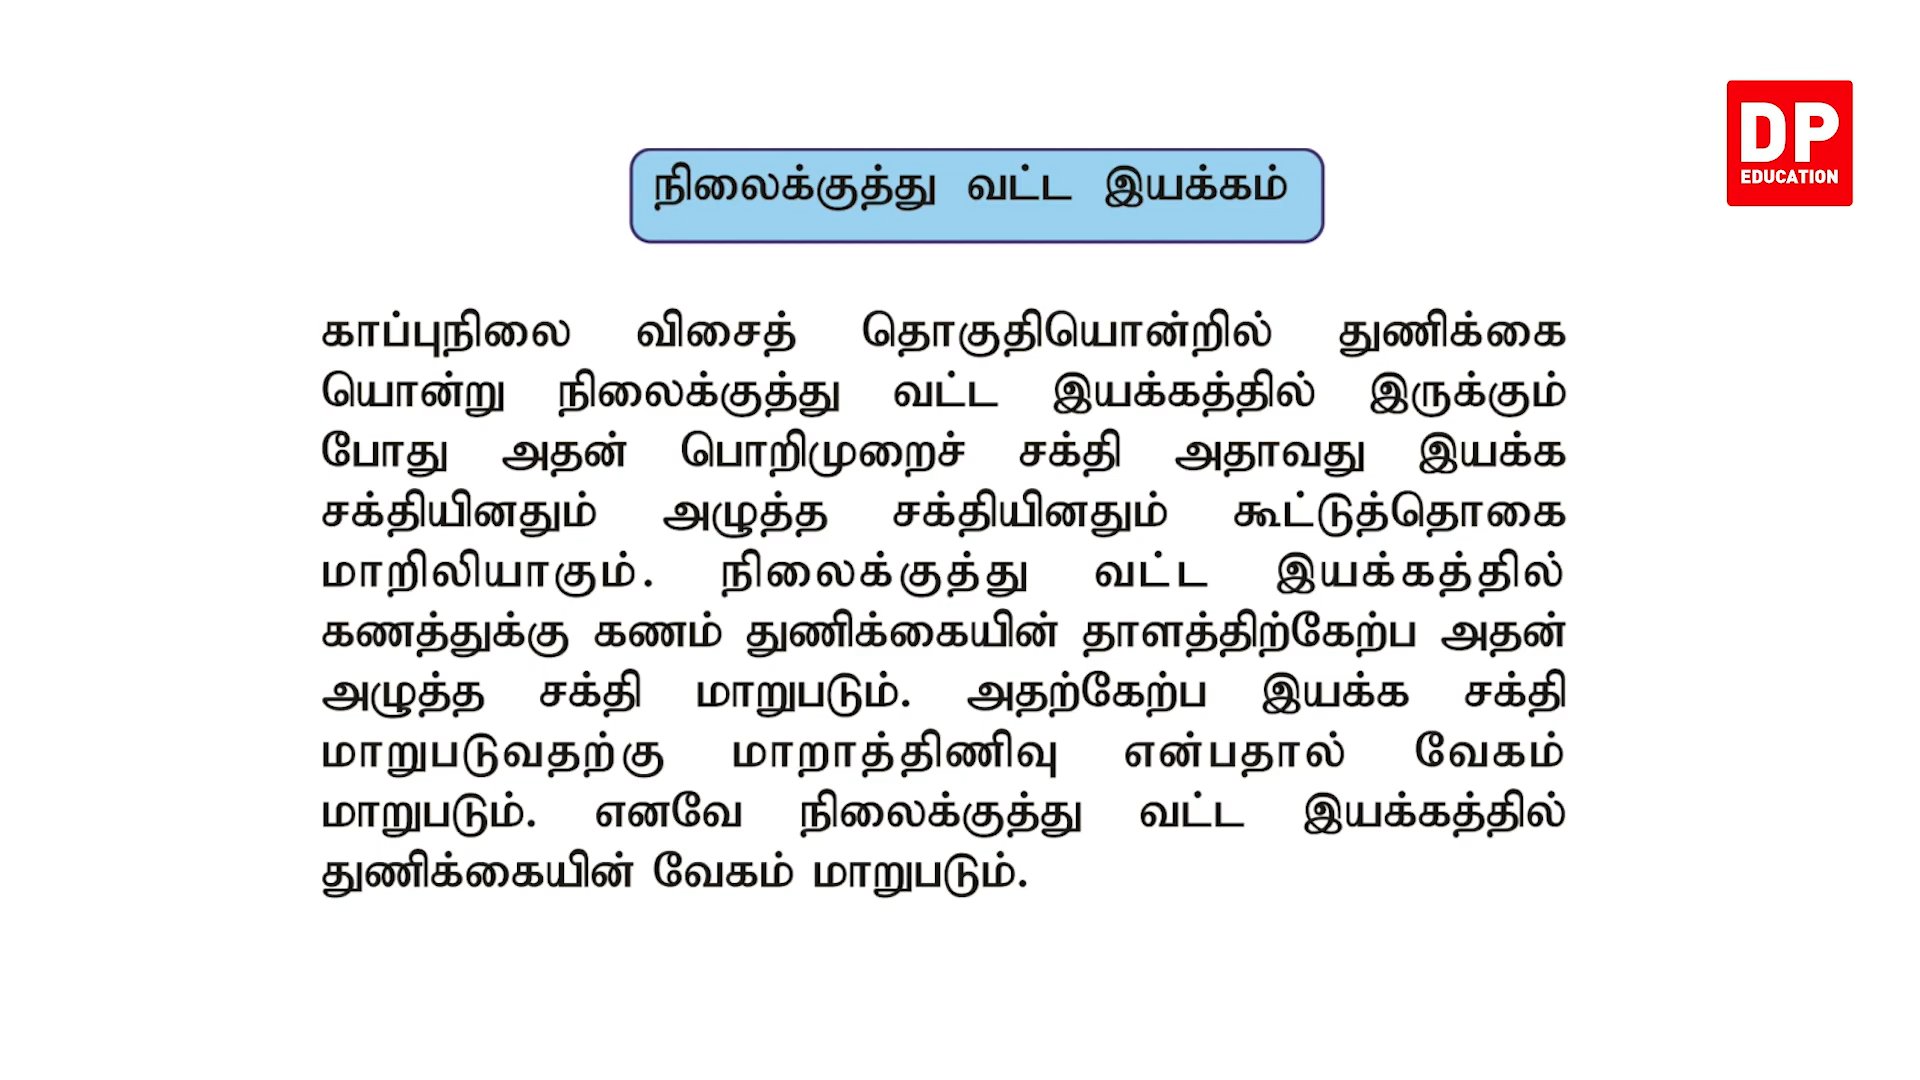 DP
EDUCATION
நிலைக்குத்து வட்ட இயக்கம்
காப்புநிலை விசைத் தொகுதியொன்றில் துணிக்கை
யொன்று நிலைக்குத்து வட்ட இயக்கத்தில் இருக்கும்
போது அதன் பொறிமுறைச் சக்தி அதாவது இயக்க
சக்தியினதும் அழுத்த சக்தியினதும் கூட்டுத்தொகை
மாறிலியாகும். நிலைக்குத்து வட்ட இயக்கத்தில்
கணத்துக்கு கணம் துணிக்கையின் தாளத்திற்கேற்ப அதன்
அழுத்த சக்தி மாறுபடும். அதற்கேற்ப இயக்க சக்தி
மாறுபடுவதற்கு மாறாத்திணிவு என்பதால் வேகம்
மாறுபடும். எனவே நிலைக்குத்து வட்ட இயக்கத்தில்
துணிக்கையின் வேகம் மாறுபடும்.